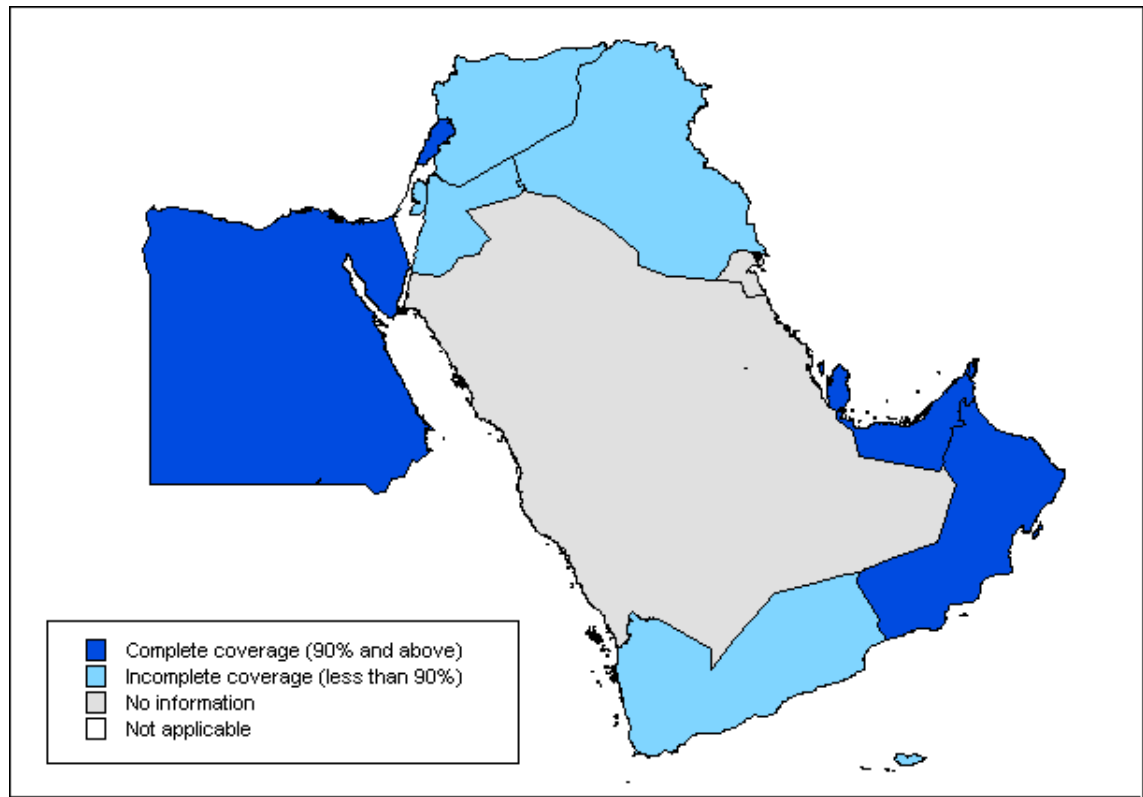 Complete coverage (90% and above)
Incomplete coverage (less than 90%)
No information
Not applicable